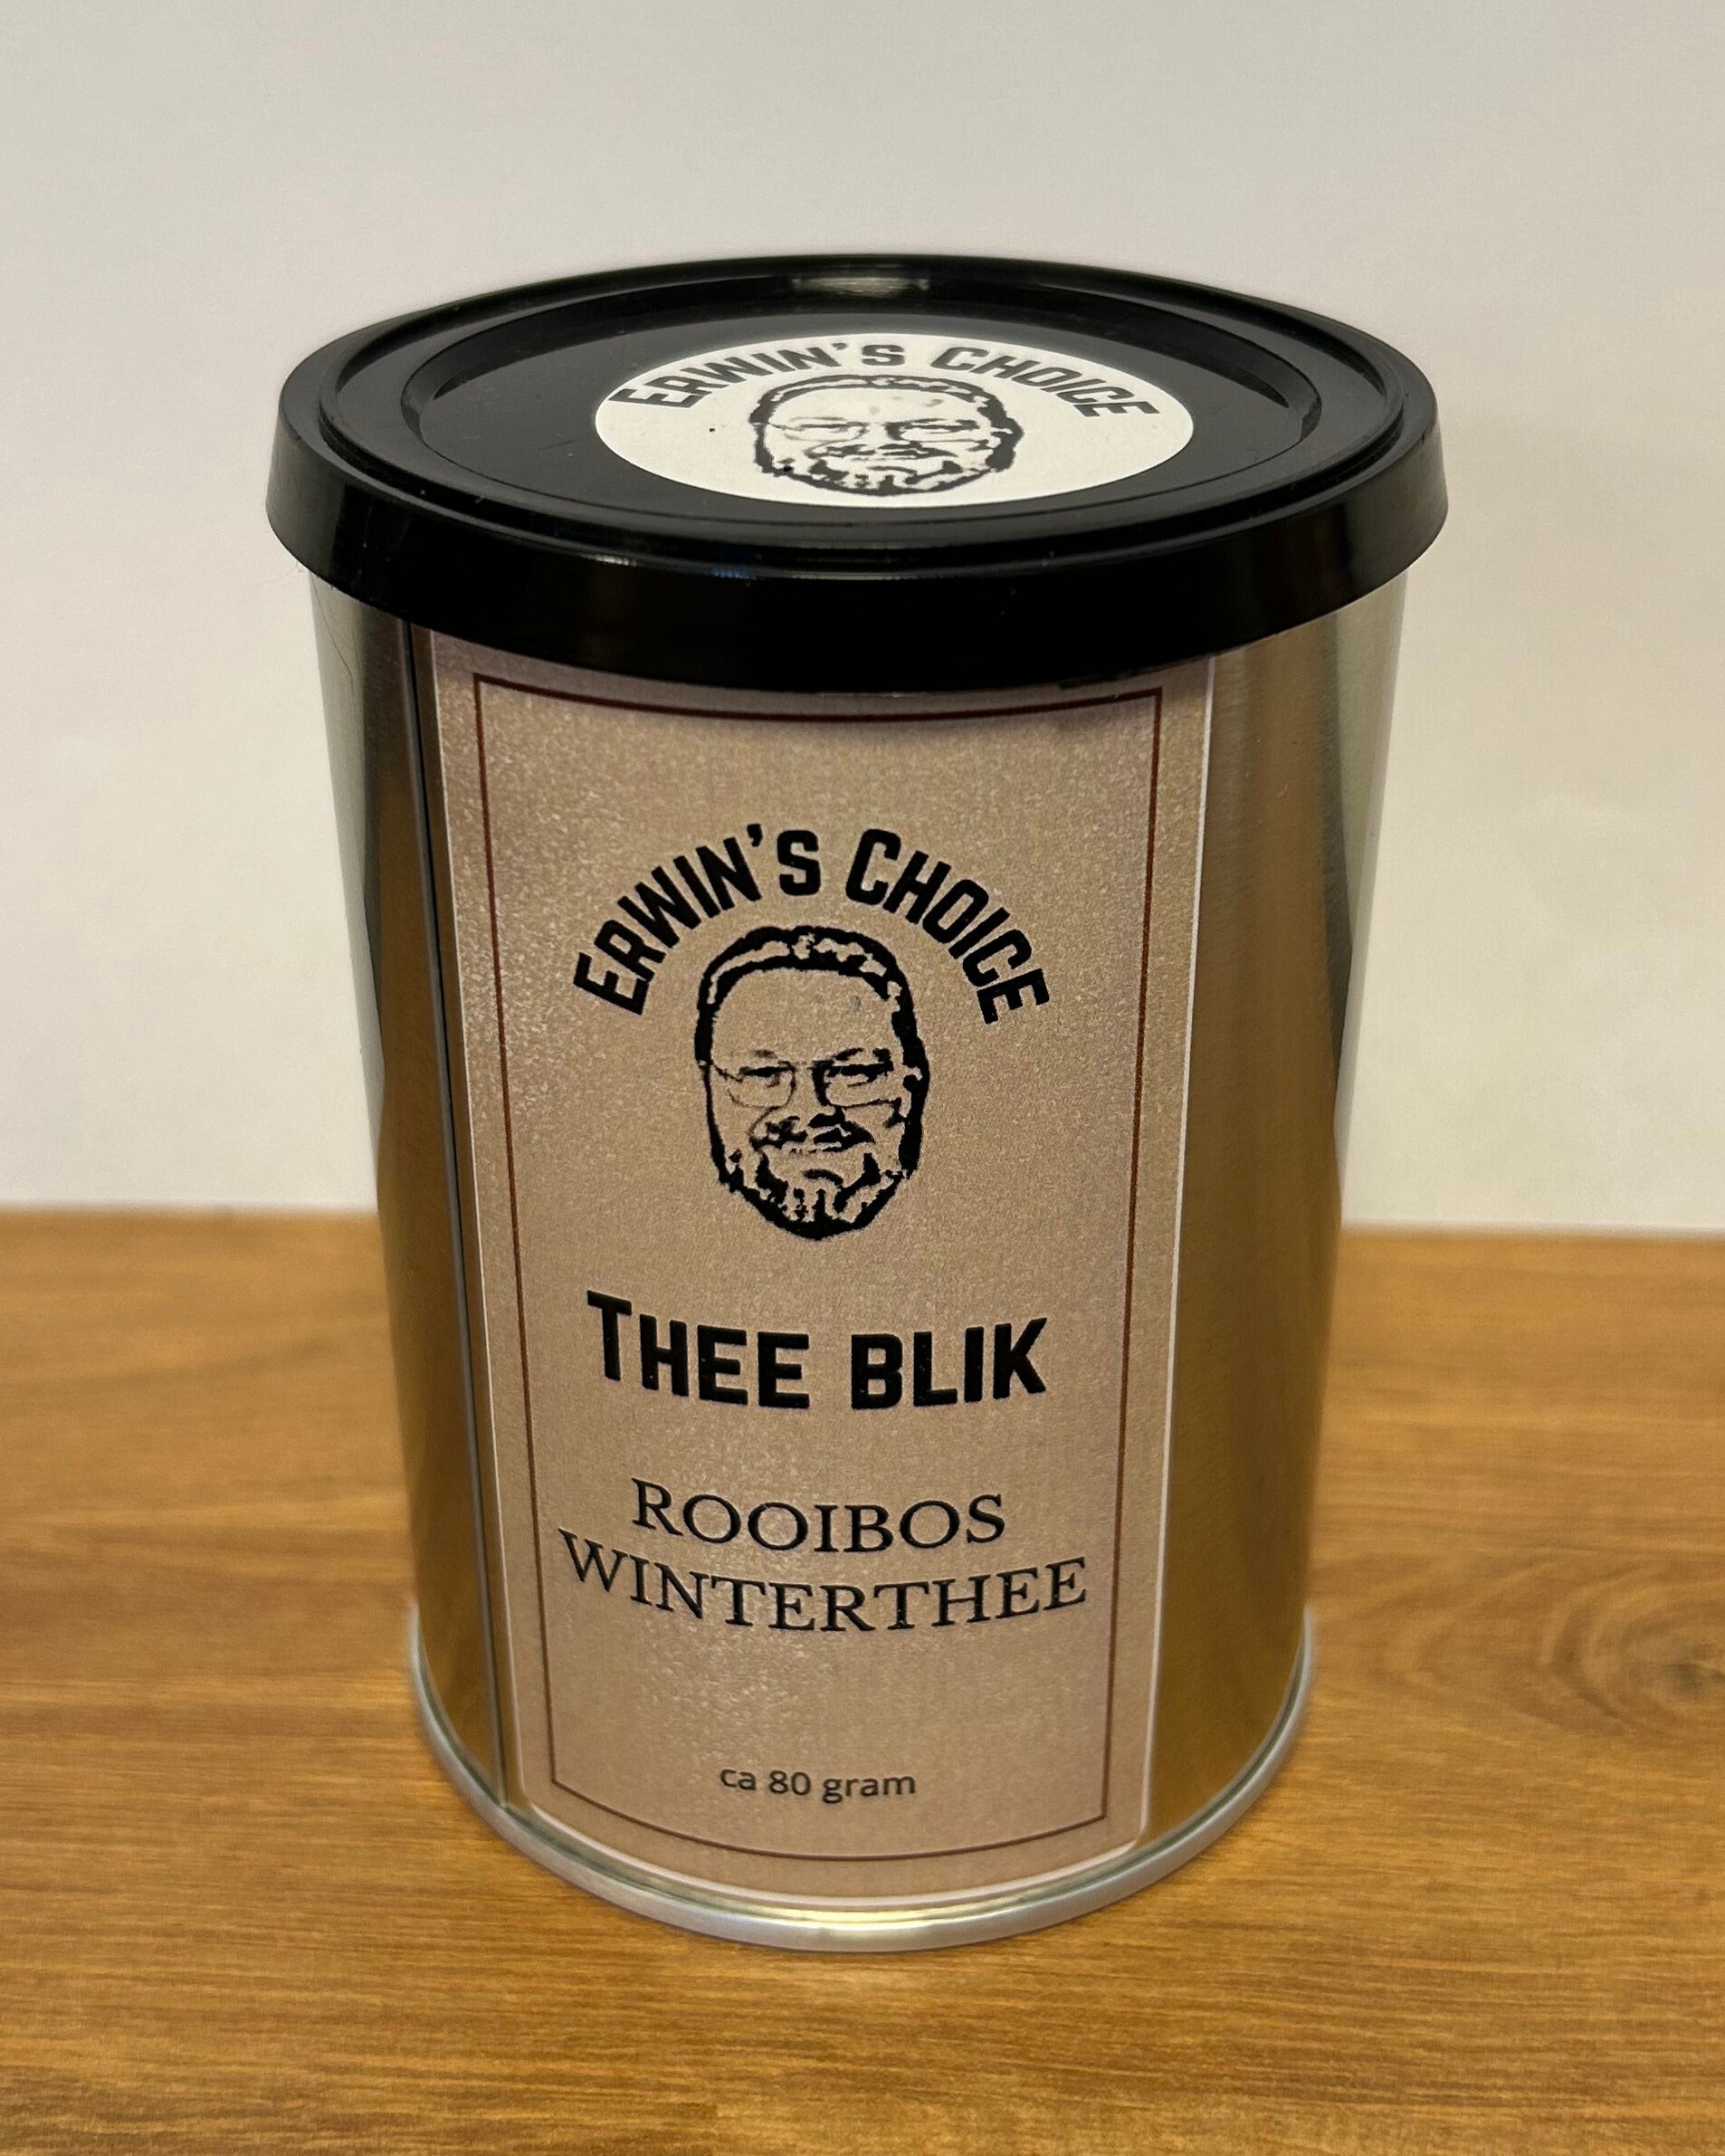 ERWIN'S CHOICE
ERWIN'S CHOICE
THEE BLIK
ROOIBOS
WINTERTHEE
ca 80 gram